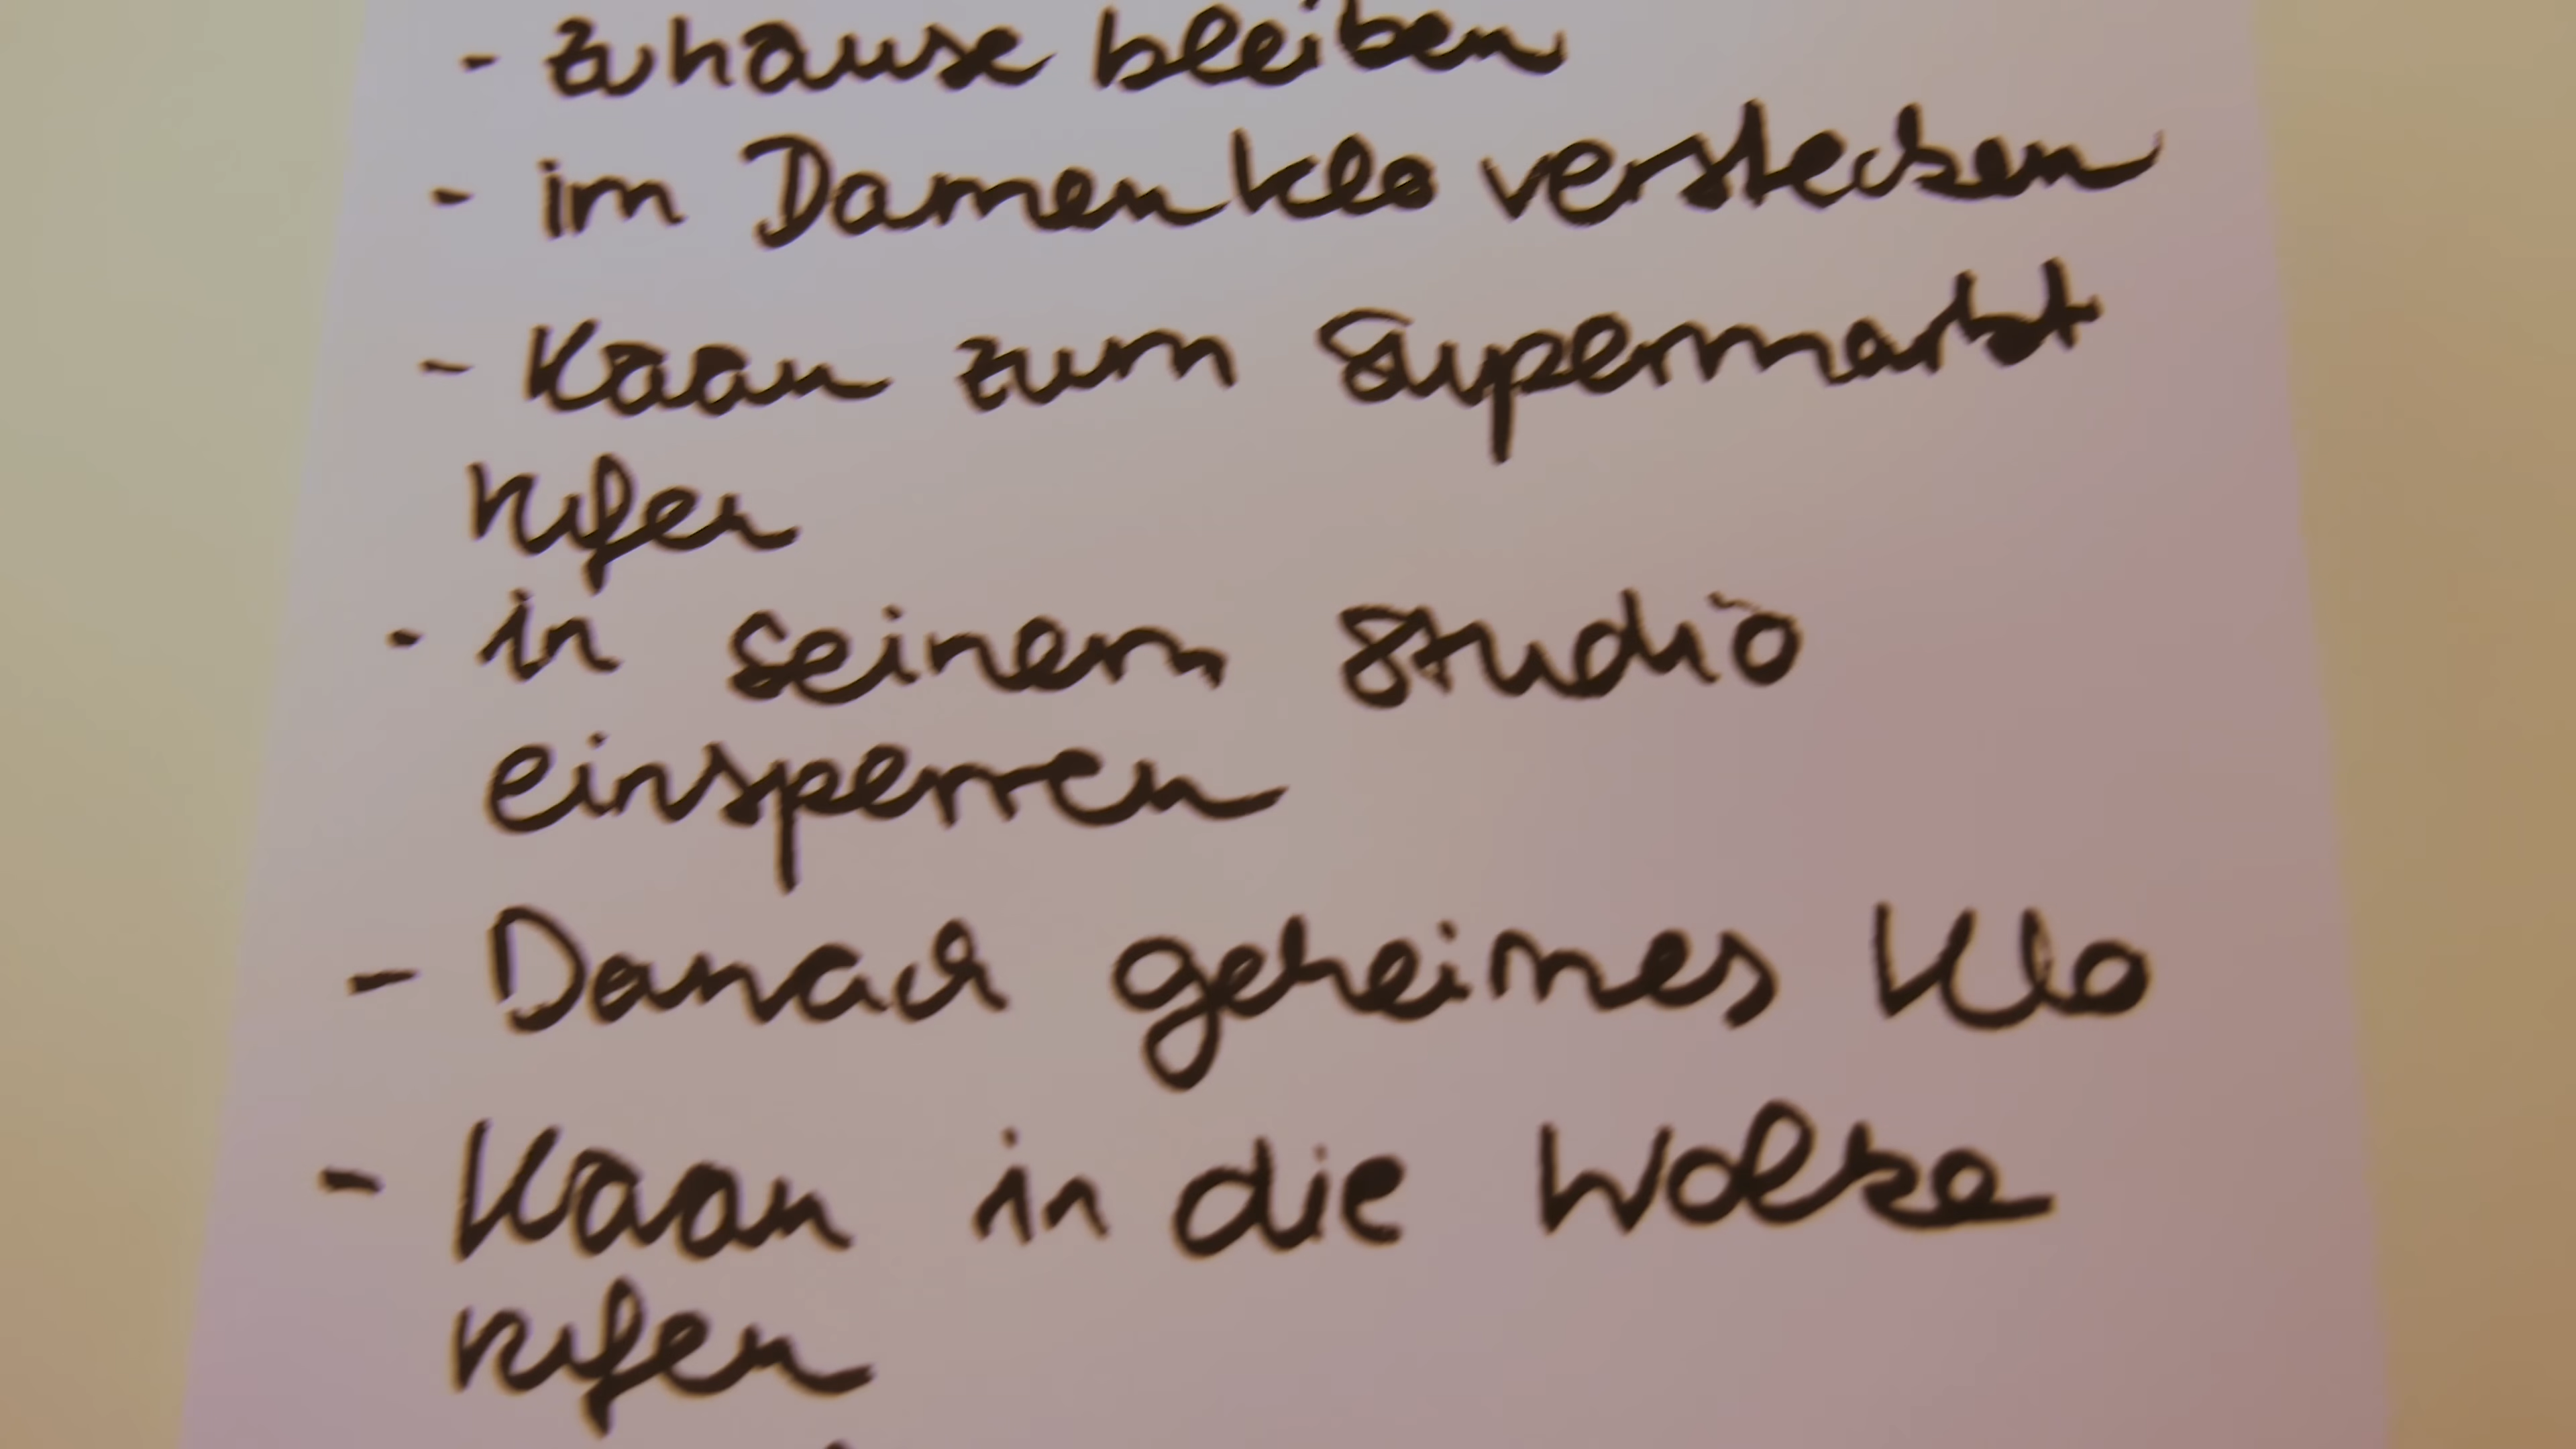 - zuhause bleiben
- im Damenklo verstecken
- Kaan zum Supermarkt
rufen
- in seinem Studio
einsperren
- Danach geheimes Klo
- Kaan in die Wolke
rufen